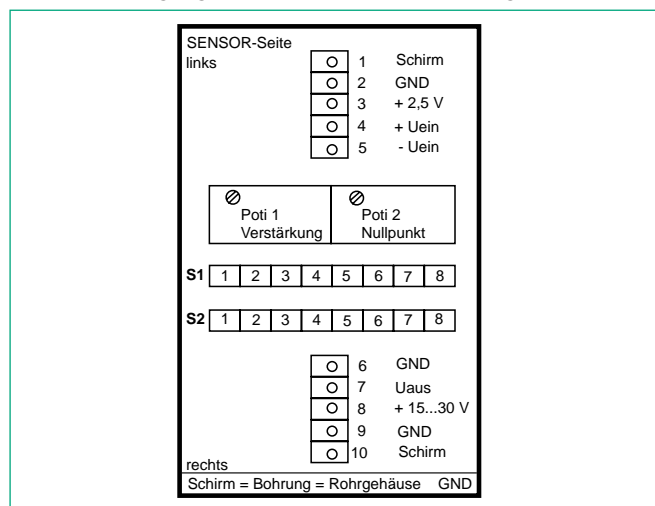 SENSOR-Seite
links
1 Schirm
2 GND
3 + 2,5 V
4 + Uein
5 - Uein
Poti 1
Verstärkung
Poti 2
Nullpunkt
S1 1 2 3 4 5 6 7 8
S2 1 2 3 4 5 6 7 8
6 GND
7 Uaus
8 + 15...30 V
9 GND
10 Schirm
rechts
Schirm = Bohrung = Rohrgehäuse GND